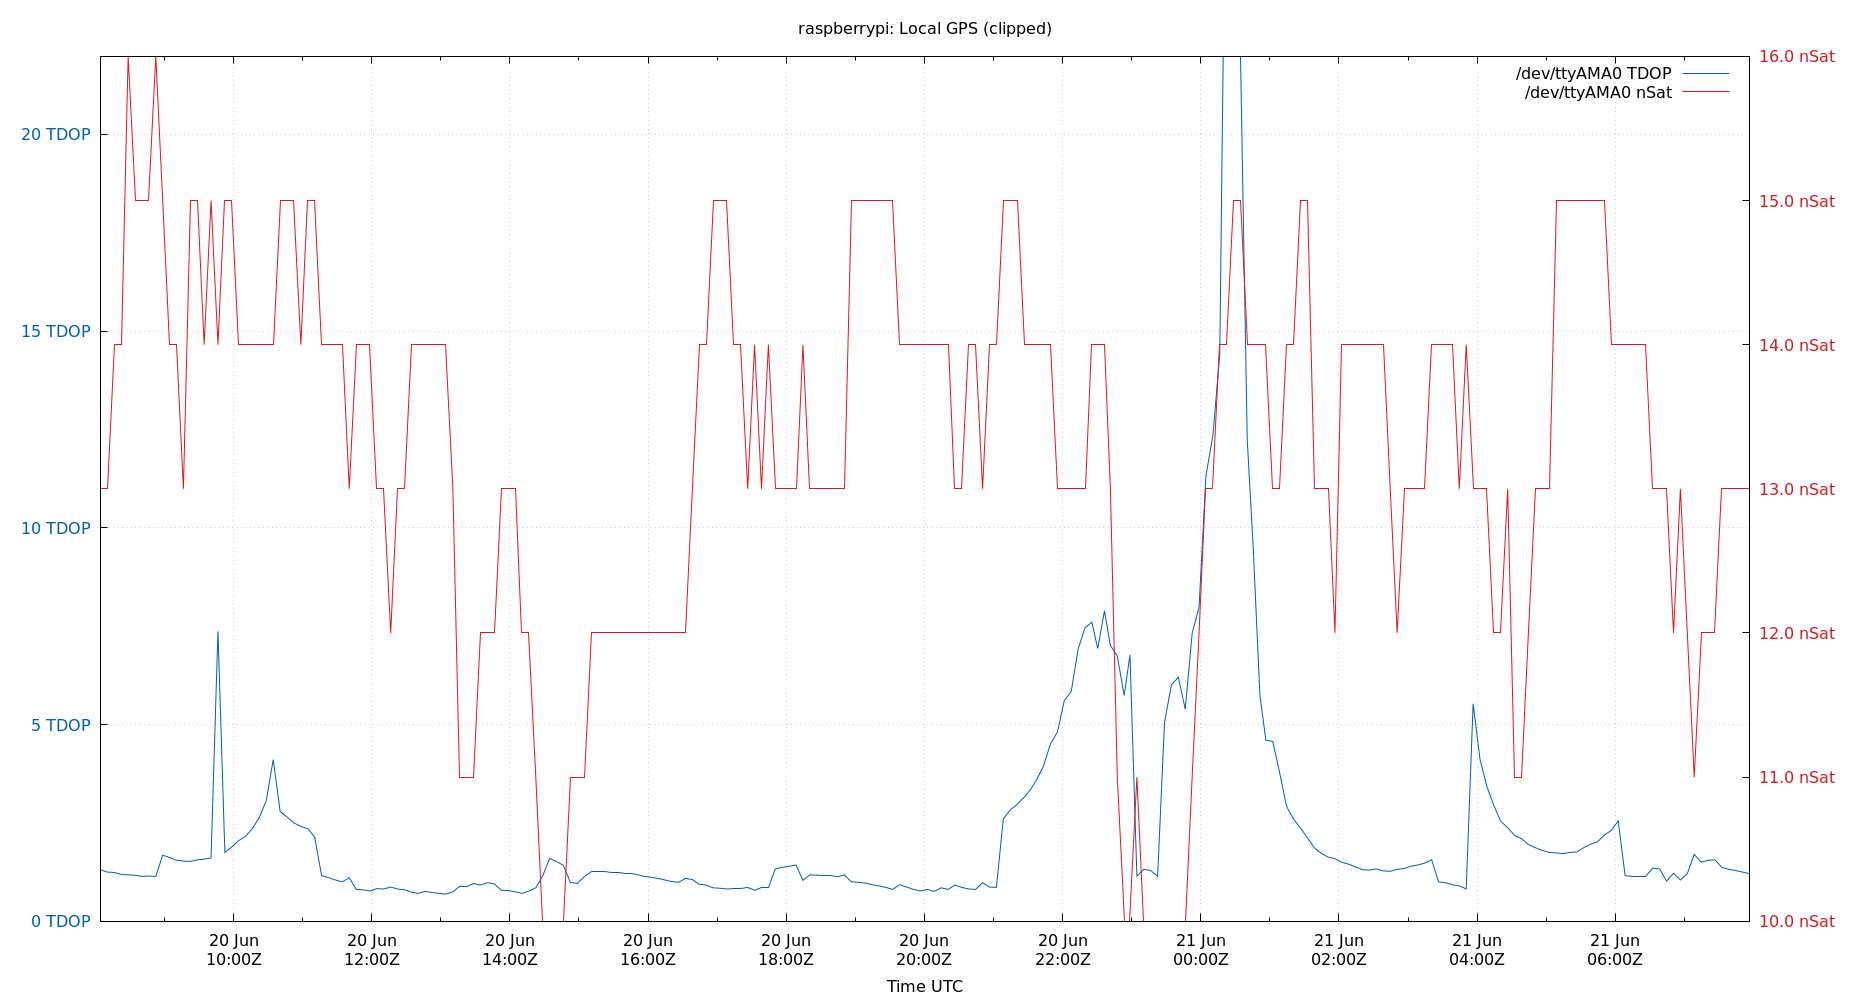 raspberrypi: Local GPS (clipped)
/dev/ttyAMA0 TDOP
/dev/ttyAMA0 nSat
20 TDOP
15 TDOP
10 TDOP
5 TDOP
0 TDOP
16.0 nSat
15.0 nSat
14.0 nSat
13.0 nSat
12.0 nSat
11.0 nSat
10.0 nSat
20 Jun 20 Jun 20 Jun 20 Jun 20 Jun 20 Jun 20 Jun 21 Jun 21 Jun 21 Jun 21 Jun
10:00Z 12:00Z 14:00Z 16:00Z 18:00Z 20:00Z 22:00Z 00:00Z 02:00Z 04:00Z 06:00Z
Time UTC